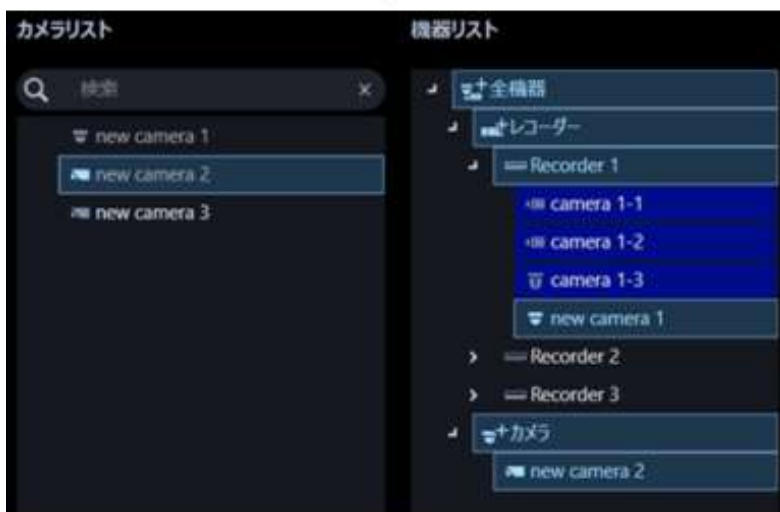 カメラリスト
検索
new camera 1
new camera 2
new camera 3
機器リスト
全機器
レコーダー
Recorder 1
camera 1-1
camera 1-2
camera 1-3
new camera 1
Recorder 2
Recorder 3
カメラ
new camera 2